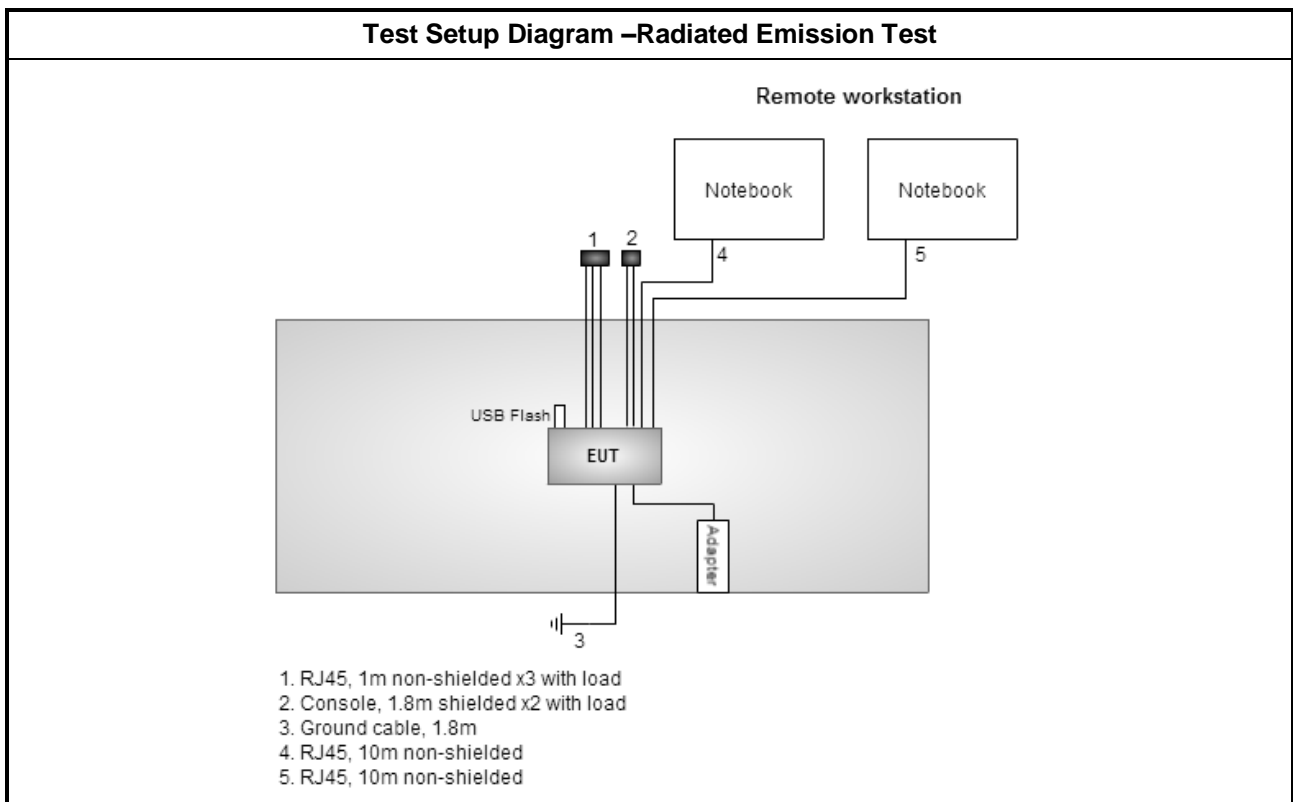 Test Setup Diagram –Radiated Emission Test
Remote workstation
Notebook
Notebook
1
2
4
5
USB Flash
EUT
Adapter
3
1. RJ45, 1m non-shielded x3 with load
2. Console, 1.8m shielded x2 with load
3. Ground cable, 1.8m
4. RJ45, 10m non-shielded
5. RJ45, 10m non-shielded